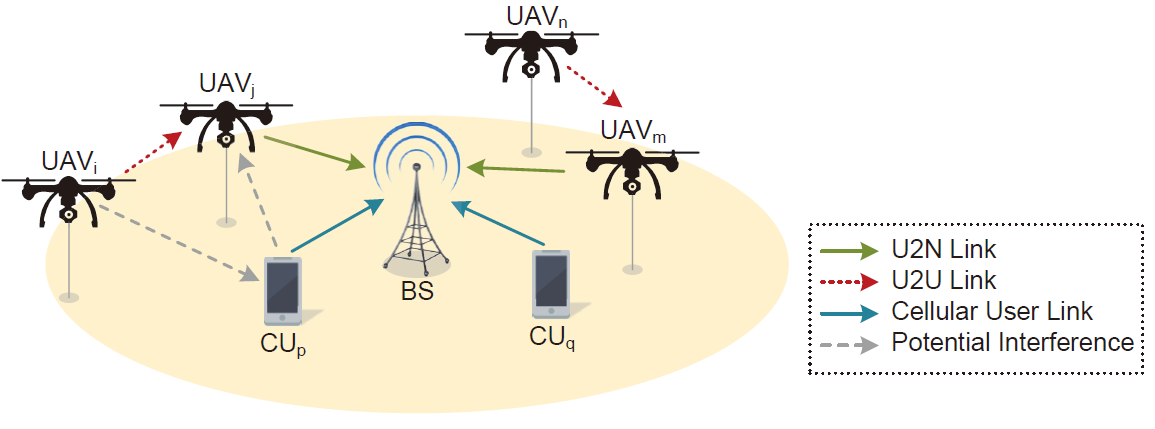 UAVn
UAVj
UAVm
UAVi
BS
CUp
CUq
U2N Link
U2U Link
Cellular User Link
Potential Interference